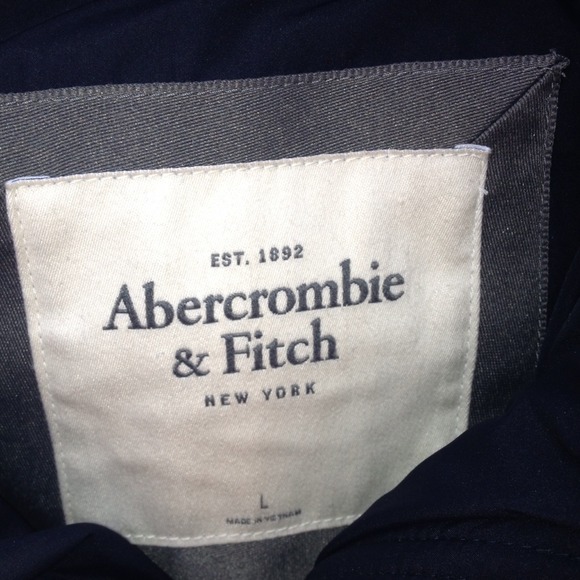 EST. 1892
Abercrombie
& Fitch
NEW YORK
L
MADE IN VIETNAM